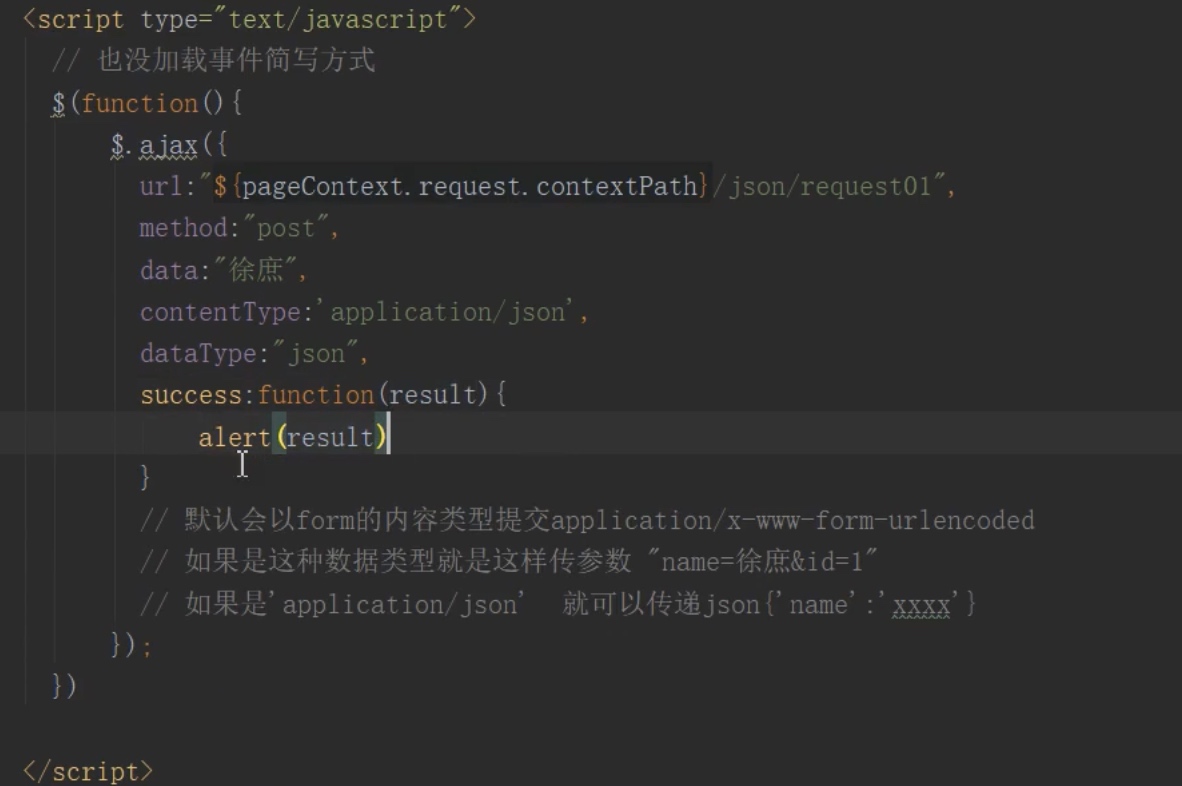 <script type="text/javascript">
// 也没加载事件简写方式
$(function(){
$.ajax({
url:"${pageContext.request.contextPath}/json/request01",
method:"post",
data:"徐庶",
contentType:'application/json',
dataType:"json",
success:function(result){
alert(result)
}
// 默认会以form的内容类型提交application/x-www-form-urlencoded
// 如果是这种数据类型就是这样传参数 "name=徐庶&id=1"
// 如果是'application/json' 就可以传递json{'name':'xxxx'}
});
})
</script>